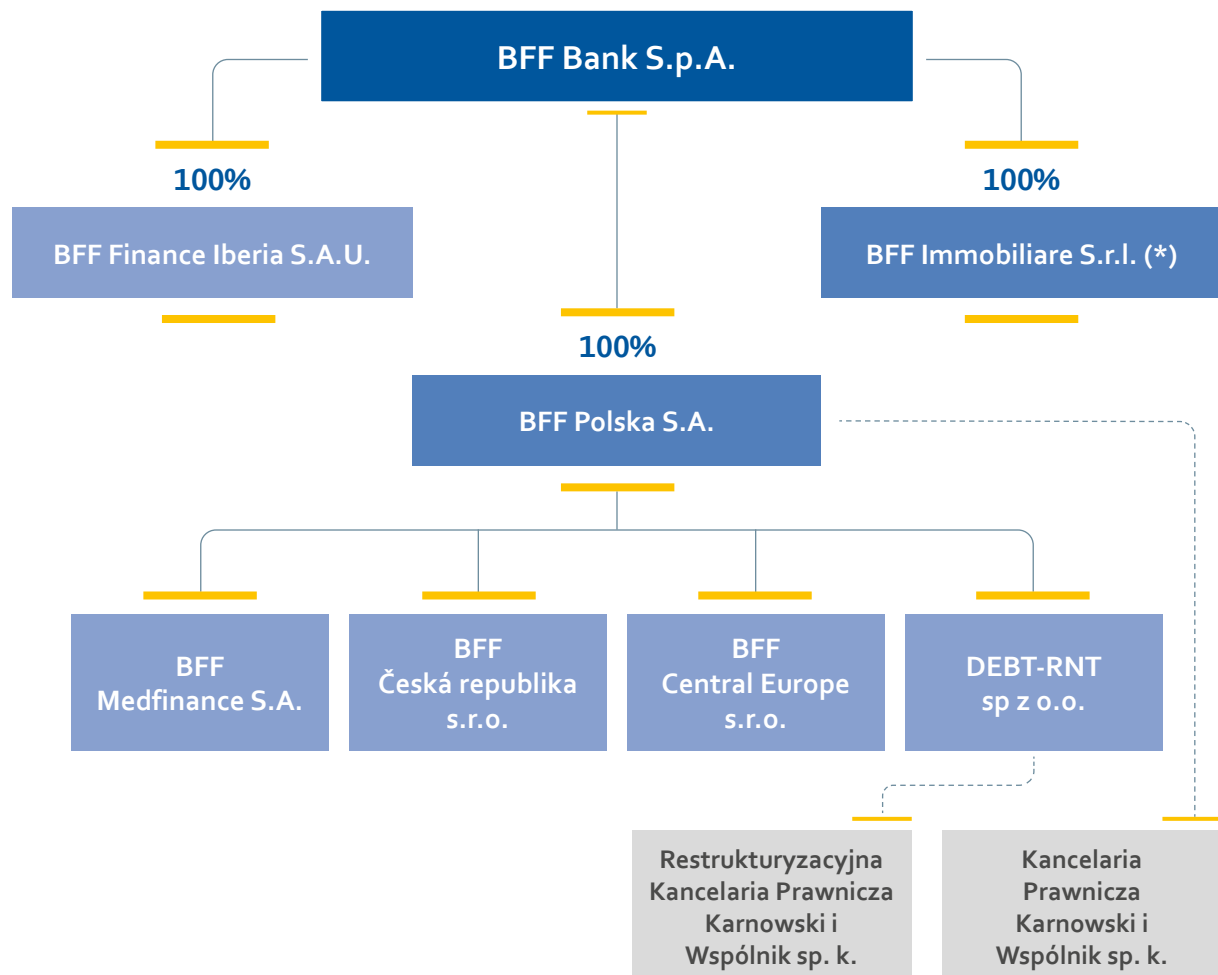 BFF Bank S.p.A.
100%
100%
BFF Finance Iberia S.A.U.
BFF Immobiliare S.r.l. (*)
100%
BFF Polska S.A.
BFF
Medfinance S.A.
BFF
Česká republika
s.r.o.
BFF
Central Europe
s.r.o.
DEBT-RNT
sp z o.o.
Restrukturyzacyjna
Kancelaria Prawnicza
Karnowski i
Wspólnik sp. k.
Kancelaria
Prawnicza
Karnowski i
Wspólnik sp. k.